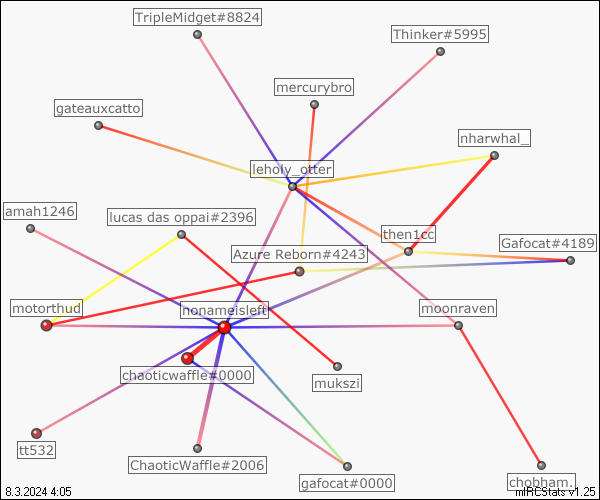 TripleMidget#8824
Thinker#5995
mercurybro
gateauxcatto
nharwhal_
leholy_otter
amah1246
lucas das oppai#2396
then1cc
Gafocat#4189
Azure Reborn#4243
motorthud
nonameisleft
moonraven
chaoticwaffle#0000
mukszi
tt532
ChaoticWaffle#2006
gafocat#0000
chobham.
8.3.2024 4:05
mIRCStats v1.25